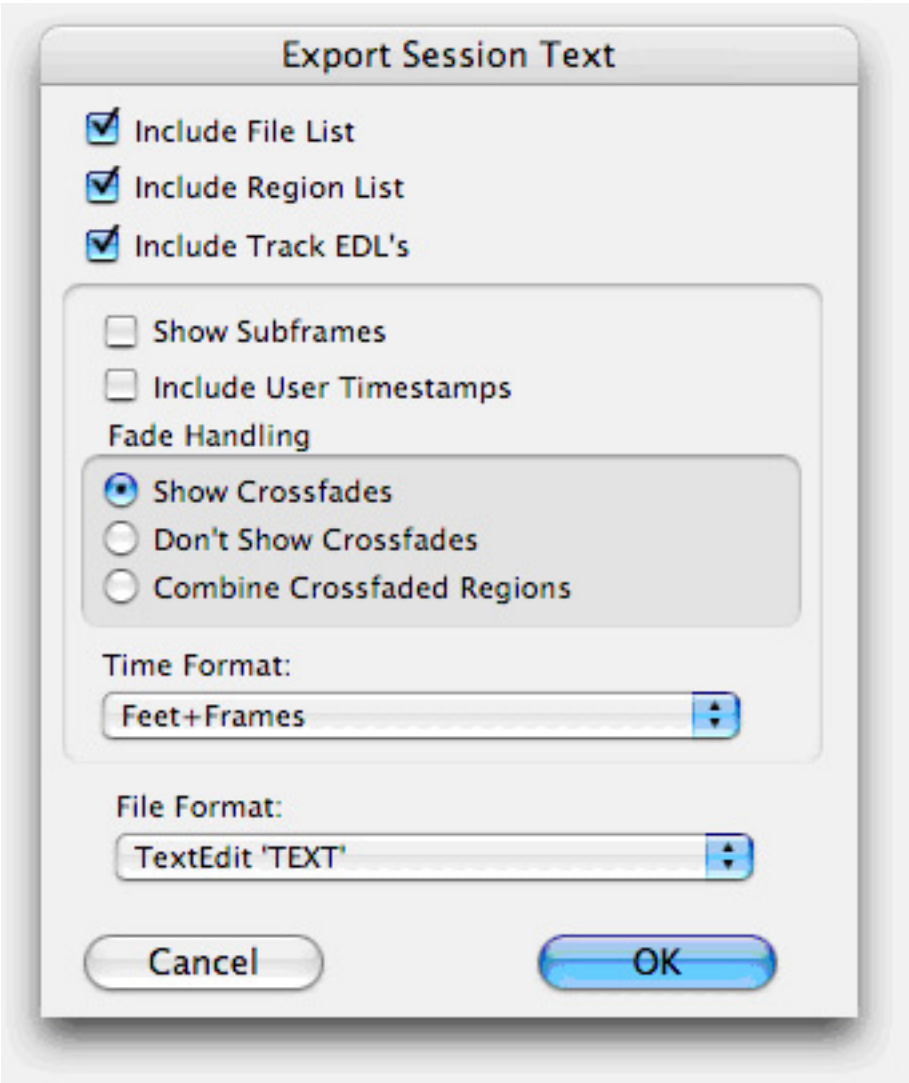 Export Session Text
Include File List
Include Region List
Include Track EDL's
Show Subframes
Include User Timestamps
Fade Handling
Show Crossfades
Don't Show Crossfades
Combine Crossfaded Regions
Time Format:
Feet+Frames
File Format:
TextEdit 'TEXT'
Cancel
OK